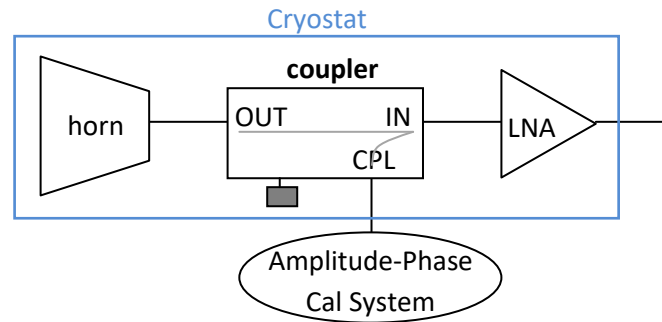 Cryostat
coupler
horn
OUT
IN
LNA
CPL
Amplitude-Phase
Cal System